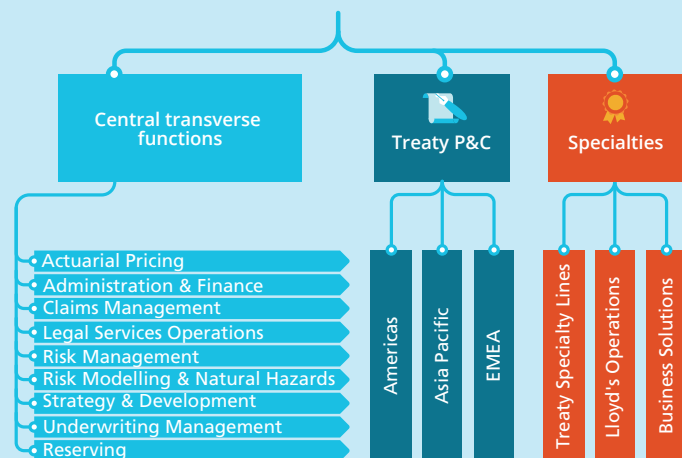 Central transverse
functions
Treaty P&C
Specialties
Actuarial Pricing
Administration & Finance
Claims Management
Legal Services Operations
Risk Management
Risk Modelling & Natural Hazards
Strategy & Development
Underwriting Management
Reserving
Americas
Asia Pacific
EMEA
Treaty Specialty Lines
Lloyd's Operations
Business Solutions